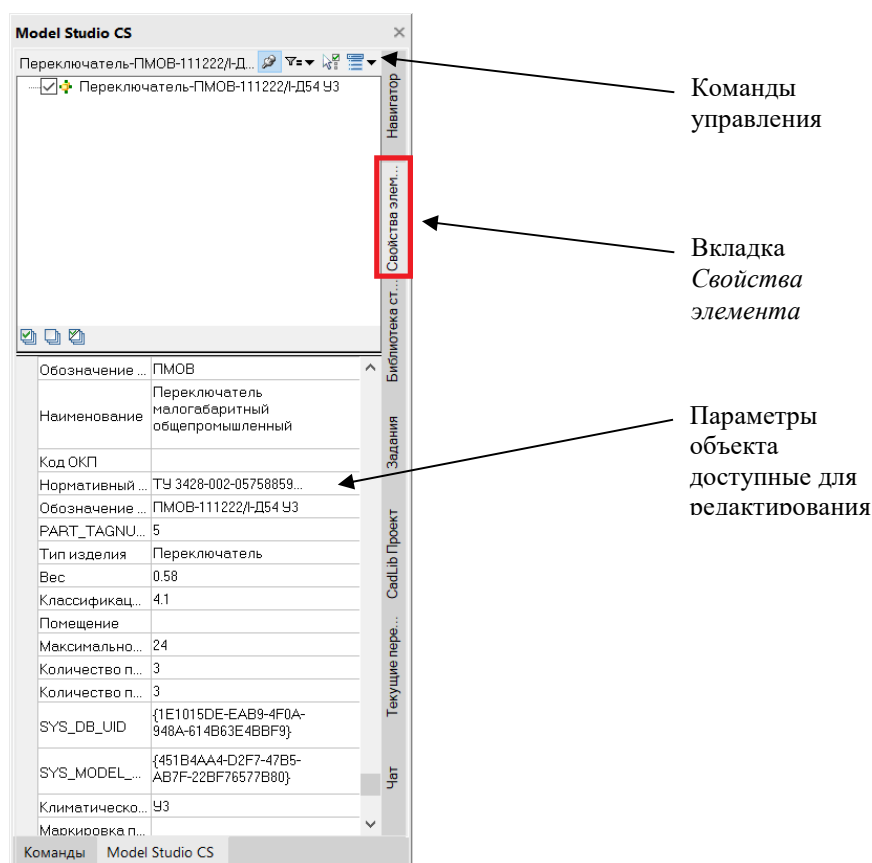 Model Studio CS
Переключатель-ПМОВ-111222/I-Д...
Переключатель-ПМОВ-111222/I-Д54 У3
Навигатор
Свойства элем...
Библиотека ст...
Задания
CadLib Проект
Текущие пере...
Чат
Обозначение ... ПМОВ
Наименование Переключатель
малогабаритный
общепромышленный
Код ОКП
Нормативный ... ТУ 3428-002-05758859...
Обозначение ... ПМОВ-111222/I-Д54 У3
PART_TAGNU... 5
Тип изделия Переключатель
Вес 0.58
Классификац... 4.1
Помещение
Максимально... 24
Количество п... 3
Количество п... 3
SYS_DB_UID {1E1015DE-EAB9-4F0A-
948A-614B63E4BBF9}
SYS_MODEL_... {451B4AA4-D2F7-47B5-
AB7F-22BF76577B80}
Климатическо... У3
Маркировка п...
Команды Model Studio CS
Команды
управления
Вкладка
Свойства
элемента
Параметры
объекта
доступные для
редактирования